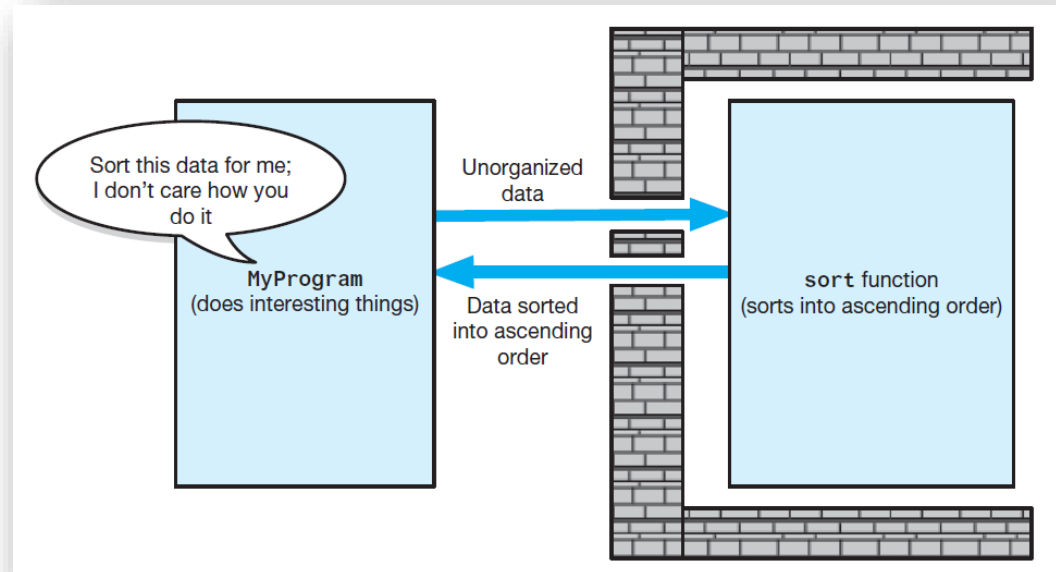 Sort this data for me;
I don’t care how you
do it
Unorganized
data
MyProgram
(does interesting things)
Data sorted
into ascending
order
sort function
(sorts into ascending order)